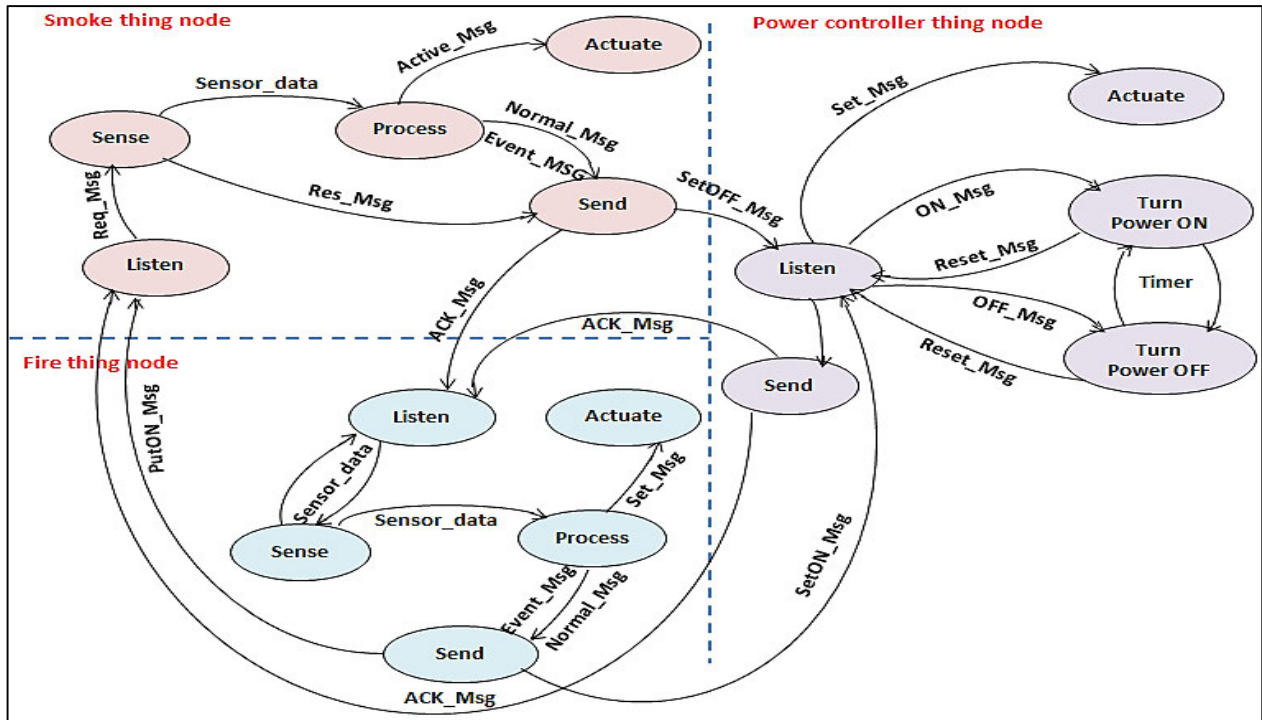 Smoke thing node
Power controller thing node
Actuate
Active_Msg
Sensor_data
Set_Msg
Actuate
Sense
Process
Normal_Msg
Event_MSG
Res_Msg
Send
SetOFF_Msg
ON_Msg
Turn
Power ON
Req_Msg
Listen
Listen
Reset_Msg
Timer
OFF_Msg
ACK_Msg
ACK_Msg
Reset_Msg
Turn
Power OFF
Fire thing node
Send
PutON_Msg
Listen
Actuate
Sensor_data
Set_Msg
Sensor_data
Sense
Process
SetON_Msg
Event_Msg
Normal_Msg
Send
ACK_Msg